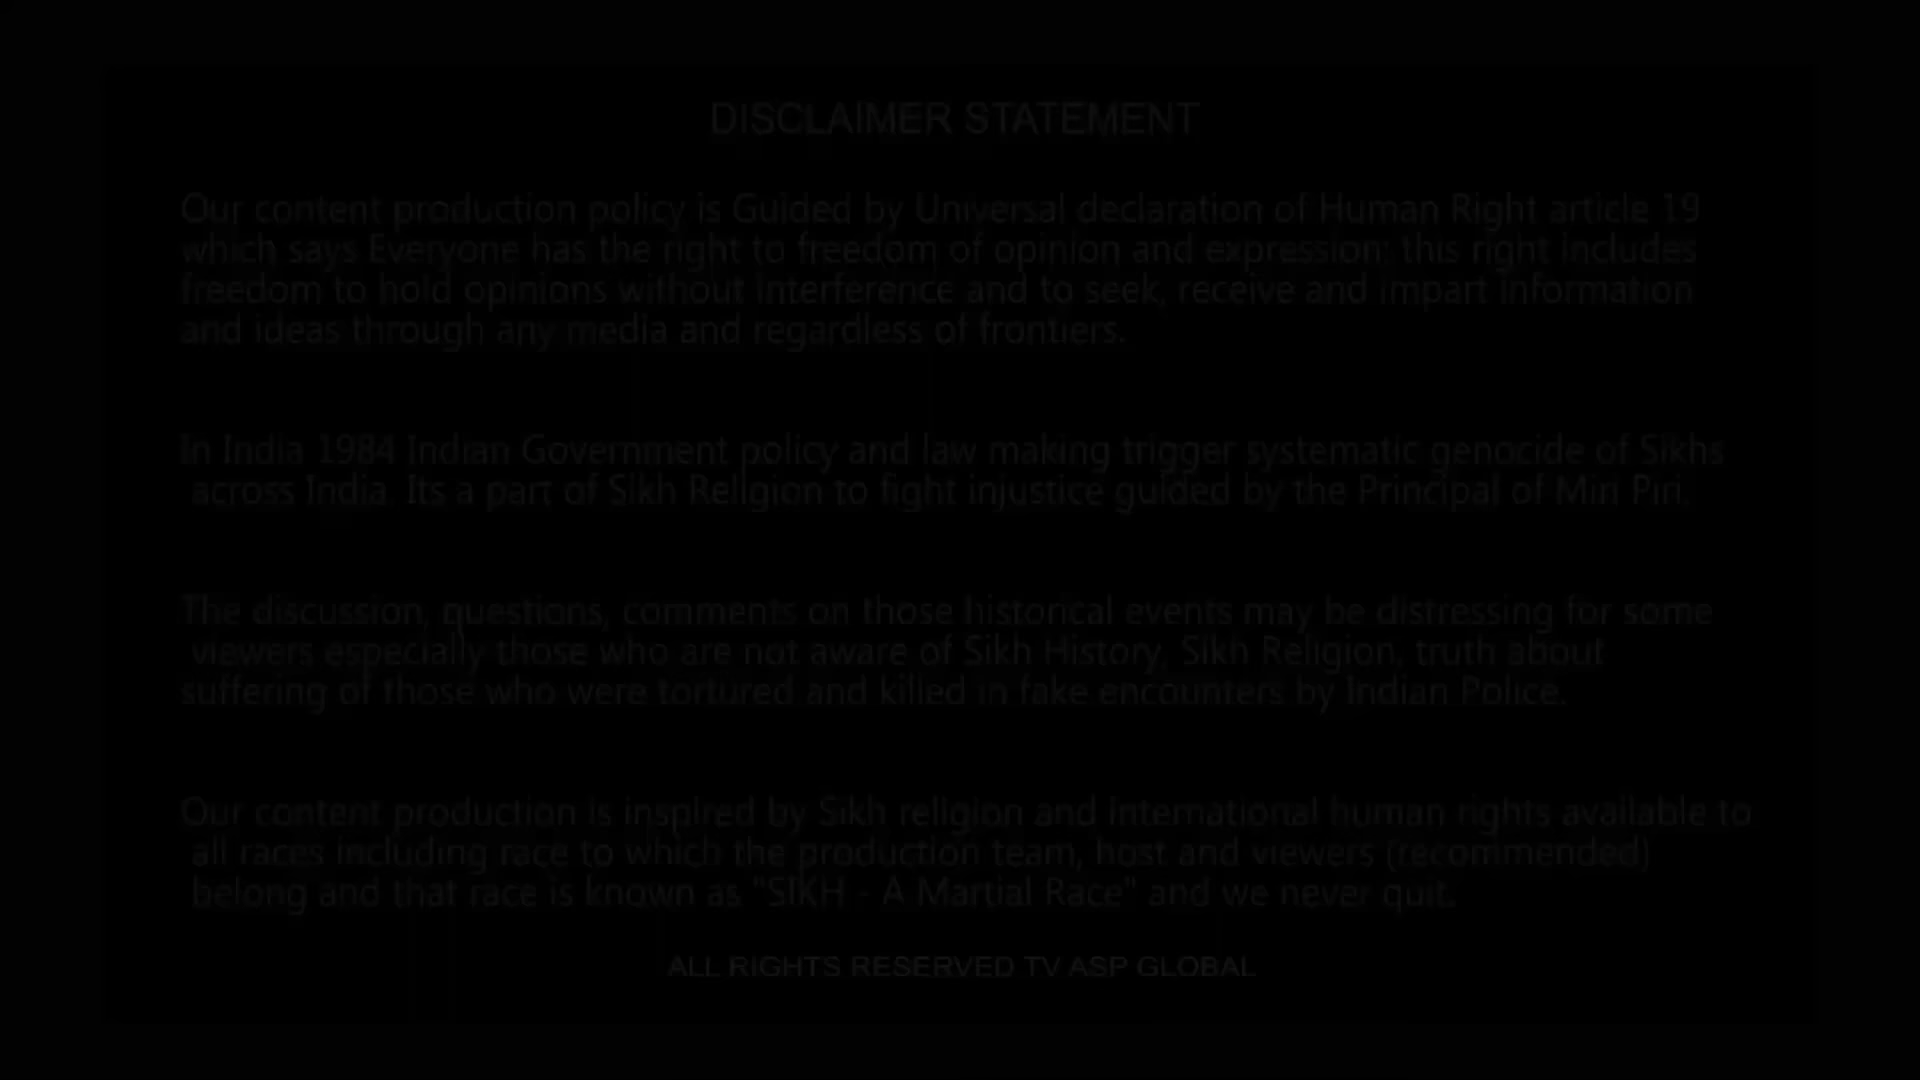 DISCLAIMER STATEMENT
Our content production policy is Guided by Universal declaration of Human Right article 19
which says Everyone has the right to freedom of opinion and expression; this right includes
freedom to hold opinions without interference and to seek, receive and impart information
and ideas through any media and regardless of frontiers.
In India 1984 Indian Government policy and law making trigger systematic genocide of Sikhs
across India. Its a part of Sikh Religion to fight injustice guided by the Principal of Miri Piri.
The discussion, questions, comments on those historical events may be distressing for some
viewers especially those who are not aware of Sikh History, Sikh Religion, truth about
suffering of those who were tortured and killed in fake encounters by Indian Police.
Our content production is inspired by Sikh religion and International human rights available to
all races including race to which the production team, host and viewers (recommended)
belong and that race is known as "SIKH - A Martial Race" and we never quit.
ALL RIGHTS RESERVED TV ASP GLOBAL